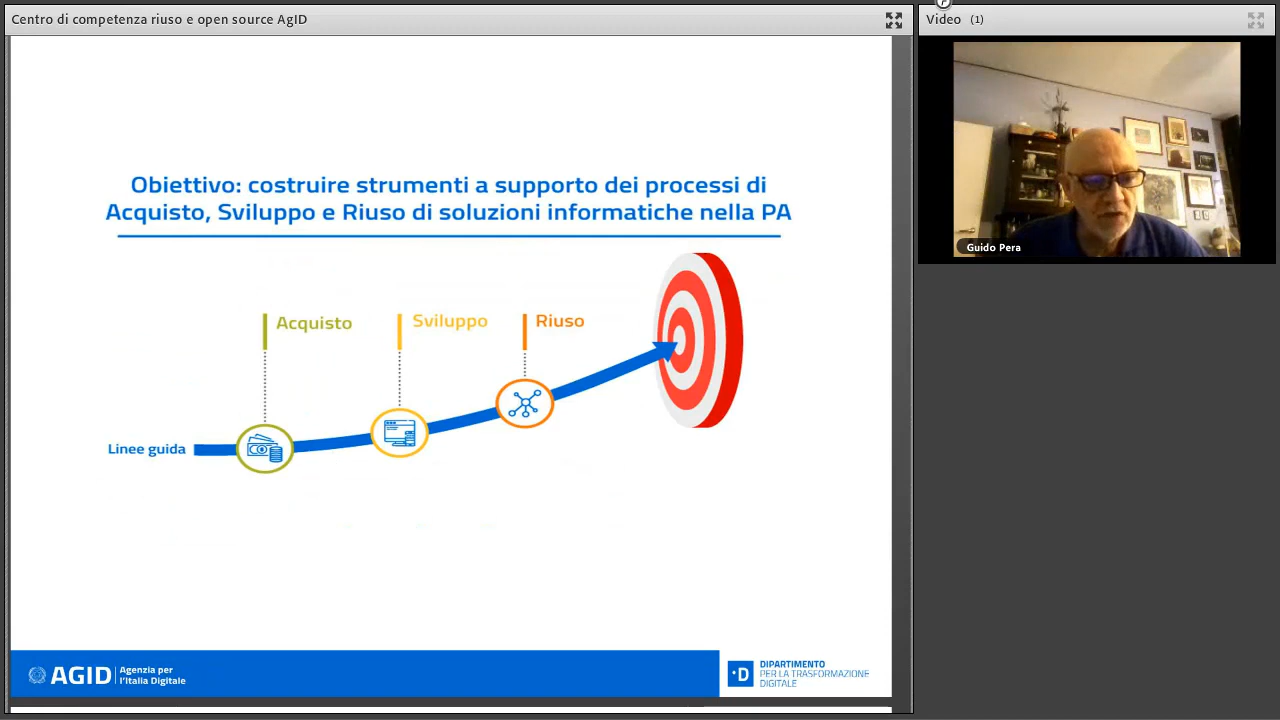 Centro di competenza riuso e open source AgID
Video (1)
Obiettivo: costruire strumenti a supporto dei processi di
Acquisto, Sviluppo e Riuso di soluzioni informatiche nella PA
Acquisto
Sviluppo
Riuso
Linee guida
Guido Pera
AGID
Agenzia per
l'Italia Digitale
·D
DIPARTIMENTO
PER LA TRASFORMAZIONE
DIGITALE